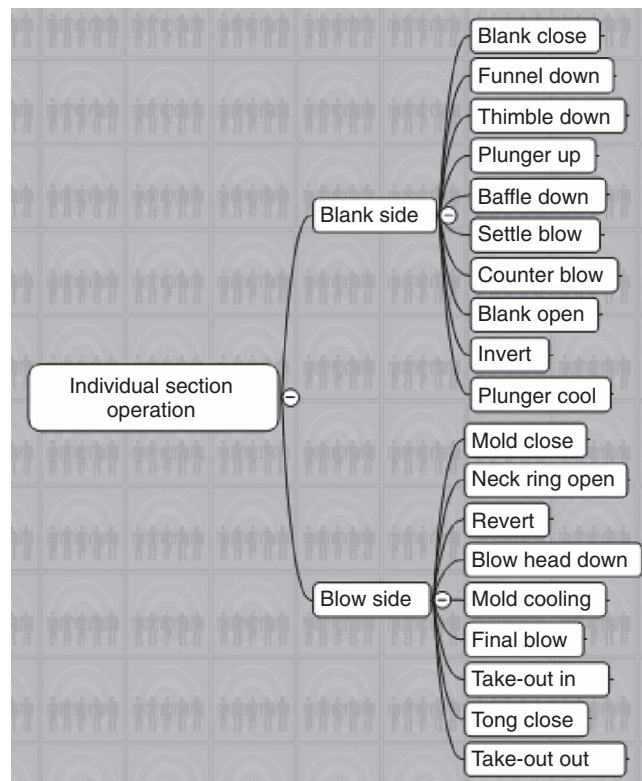 Individual section
operation
Blank side
Blank close
Funnel down
Thimble down
Plunger up
Baffle down
Settle blow
Counter blow
Blank open
Invert
Plunger cool
Blow side
Mold close
Neck ring open
Revert
Blow head down
Mold cooling
Final blow
Take-out in
Tong close
Take-out out